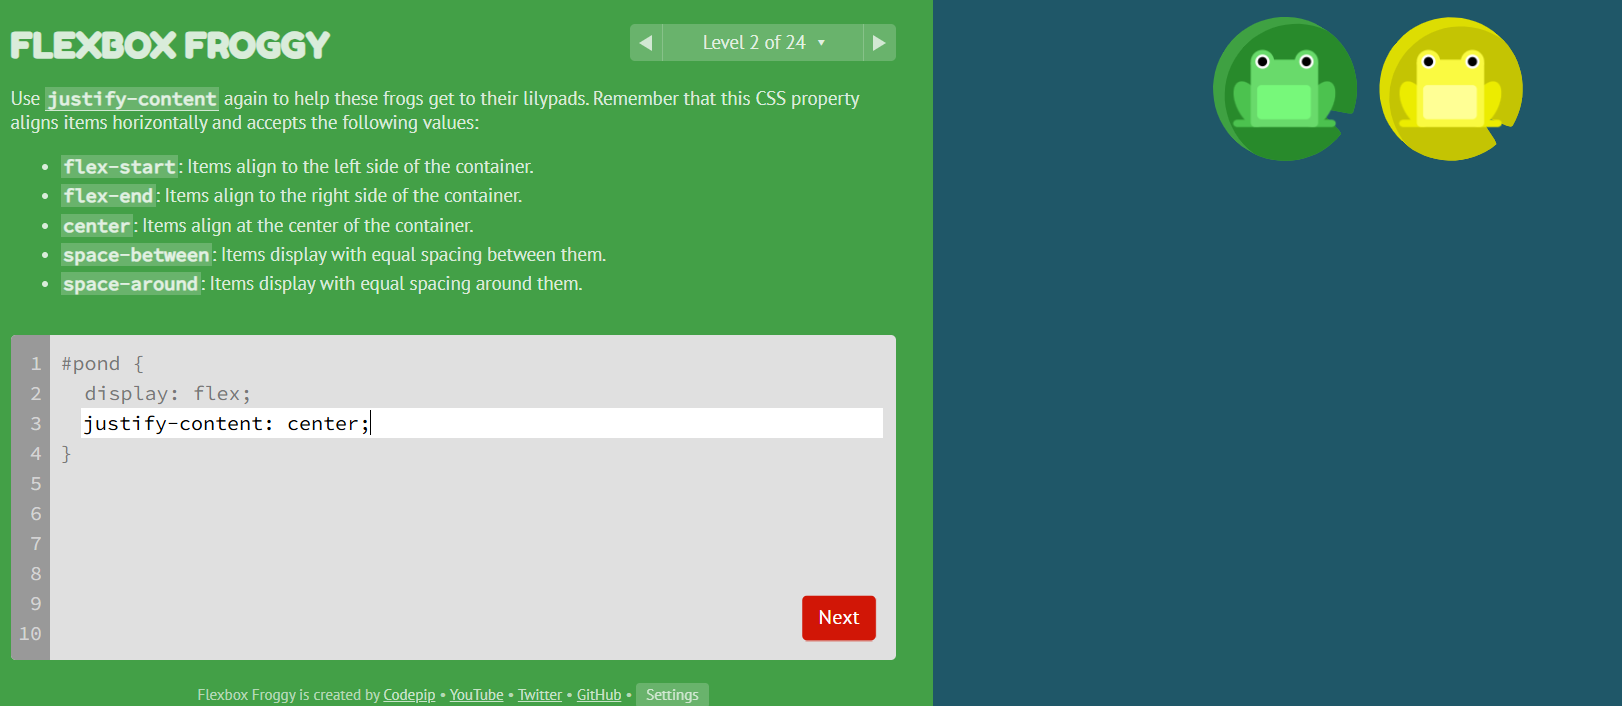 FLEXBOX FROGGY
Level 2 of 24
Use justify-content again to help these frogs get to their lilypads. Remember that this CSS property
aligns items horizontally and accepts the following values:
• flex-start: Items align to the left side of the container.
• flex-end: Items align to the right side of the container.
• center: Items align at the center of the container.
• space-between: Items display with equal spacing between them.
• space-around: Items display with equal spacing around them.
1 #pond {
2 display: flex;
3 justify-content: center;
4 }
5
6
7
8
9
10
Next
Flexbox Froggy is created by Codepip • YouTube • Twitter • GitHub • Settings